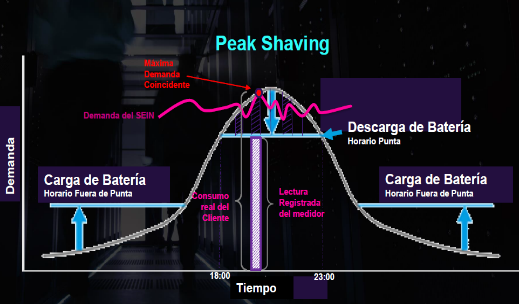 Peak Shaving
Máxima
Demanda
Coincidente
Demanda del SEIN
Descarga de Batería
Horario Punta
Demanda
Carga de Batería
Horario Fuera de Punta
Consumo
real del
Cliente
Lectura
Registrada
del medidor
Carga de Batería
Horario Fuera de Punta
18:00
23:00
Tiempo